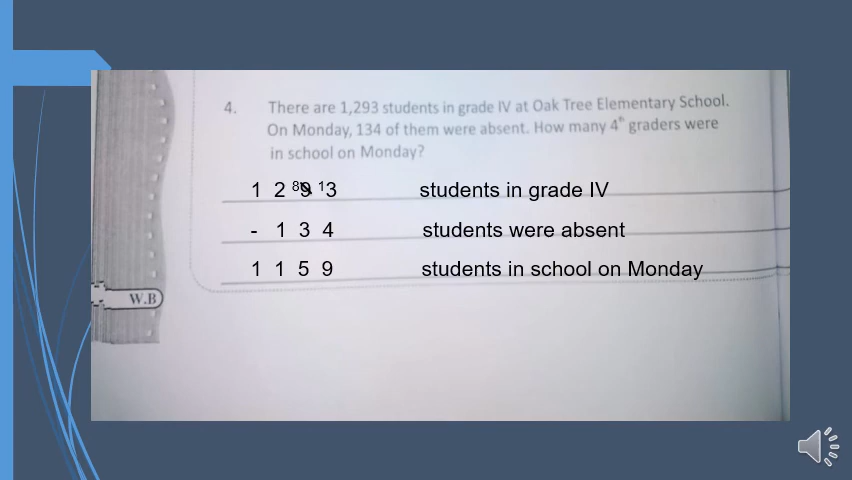 4. There are 1,293 students in grade IV at Oak Tree Elementary School.
On Monday, 134 of them were absent. How many 4th graders were
in school on Monday?
1 2 8 9 1 3 students in grade IV
- 1 3 4 students were absent
1 1 5 9 students in school on Monday
W.B